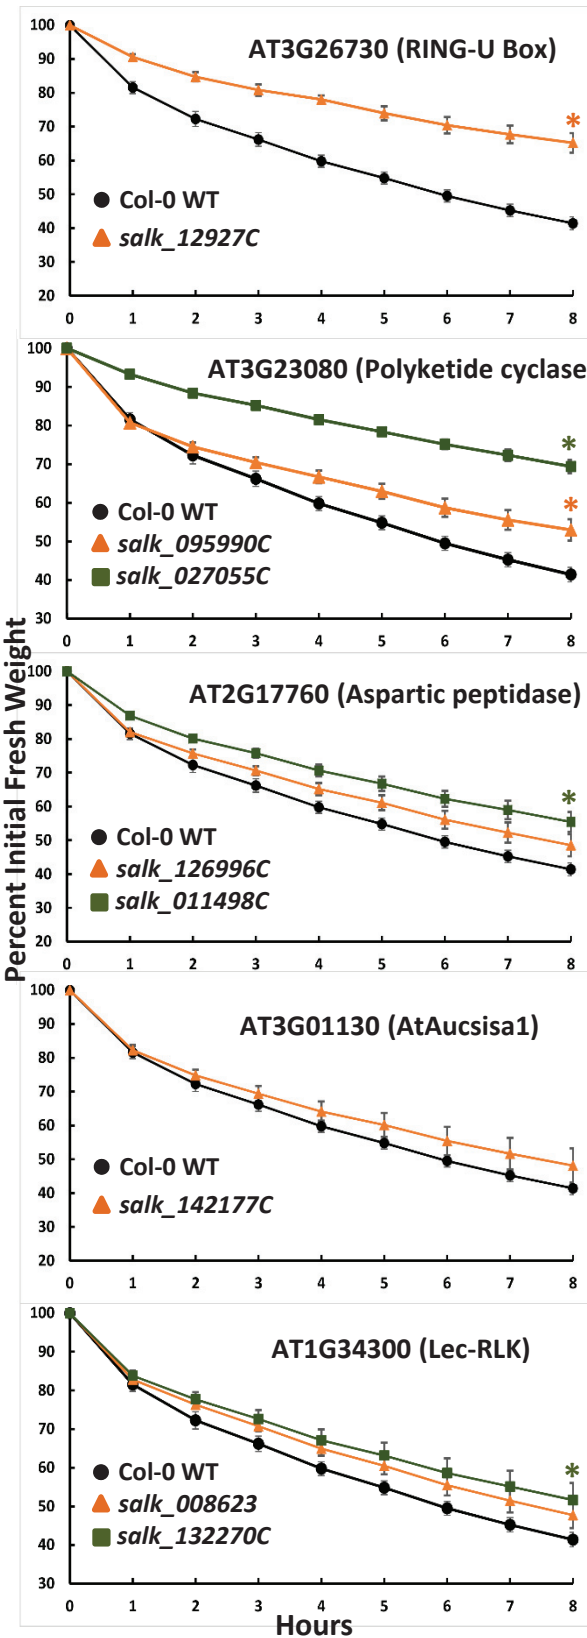 AT3G26730 (RING-U Box)
100
90
80
70
60
50
40
30
20
Col-0 WT
salk_12927C
*
0 1 2 3 4 5 6 7 8
AT3G23080 (Polyketide cyclase
100
90
80
70
60
50
40
30
Col-0 WT
salk_095990C
salk_027055C
*
*
0 1 2 3 4 5 6 7 8
Percent Initial Fresh Weight
AT2G17760 (Aspartic peptidase)
100
90
80
70
60
50
40
30
20
Col-0 WT
salk_126996C
salk_011498C
*
0 1 2 3 4 5 6 7 8
AT3G01130 (AtAucsisa1)
100
90
80
70
60
50
40
30
20
Col-0 WT
salk_142177C
0 1 2 3 4 5 6 7 8
AT1G34300 (Lec-RLK)
100
90
80
70
60
50
40
30
Col-0 WT
salk_008623
salk_132270C
*
0 1 2 3 4 5 6 7 8
Hours